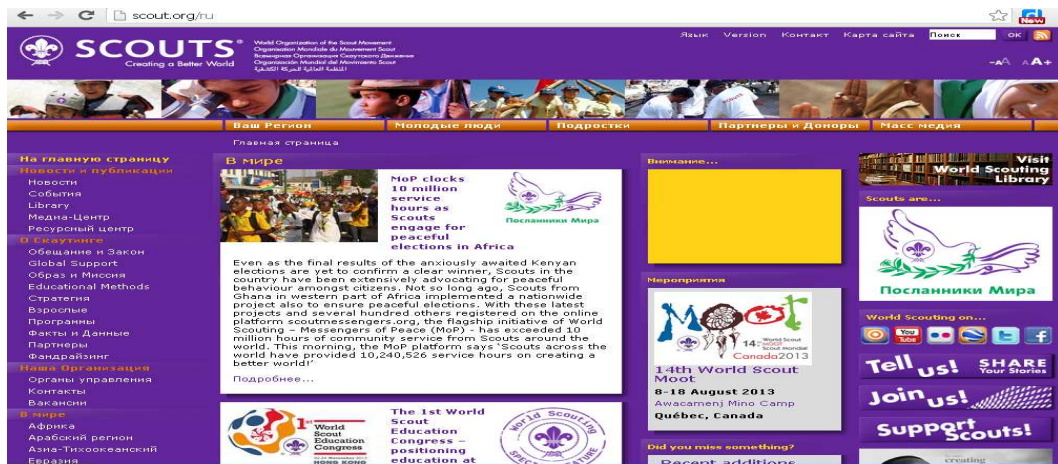 scout.org/ru
New
SCOUTS®
Creating a Better World
World Organization of the Scout Movement
Organisation Mondiale du Mouvement Scout
Всемирная Организация Скаутского Движения
Organización Mundial del Movimiento Scout
Язык Version Контакт Карта сайта Поиск OK
-AA AA+
Ваш Регион Молодые люди Подростки Партнеры и Доноры Масс медия
Главная страница
На главную страницу
Новости и публикации
Новости
События
Library
Медиа-Центр
Ресурсный центр
О Скаутинге
Обещание и Закон
Global Support
Образ и Миссия
Educational Methods
Стратегия
Взрослые
Программы
Факты и Данные
Партнеры
Фандрайзинг
Наша Организация
Органы управления
Контакты
Вакансии
В мире
Африка
Арабский регион
Азиа-Тихоокеанский
Евразия
В мире
MoP clocks
10 million
service
hours as
Scouts
engage for
peaceful
elections in Africa
Посланники Мира
Even as the final results of the anxiously awaited Kenyan
elections are yet to confirm a clear winner, Scouts in the
country have been extensively advocating for peaceful
behaviour amongst citizens. Not so long ago, Scouts from
Ghana in western part of Africa implemented a nationwide
project also to ensure peaceful elections. With these latest
projects and several hundred others registered on the online
platform scoutmessengers.org, the flagship initiative of World
Scouting – Messengers of Peace (MoP) - has exceeded 10
million hours of community service from Scouts around the
world. This morning, the MoP platform says ‘Scouts across the
world have provided 10,240,526 service hours on creating a
better world!’
Подробнее...
1st World
Scout
Education
Congress
HONG KONG
The 1st World
Scout
Education
Congress –
positioning
education at
World Scout
Внимание...
Мероприятия
Moot
14th World Scout
Moot Scout Mondial
Canada2013
14th World Scout
Moot
8-18 August 2013
Awacamenj Mino Camp
Québec, Canada
Did you miss something?
Recent additions
Visit
World Scouting
Library
Scouts are...
Посланники Мира
World Scouting on...
You
Tube
Tell us! SHARE
Your Stories
Join us!
Support Scouts!
creating